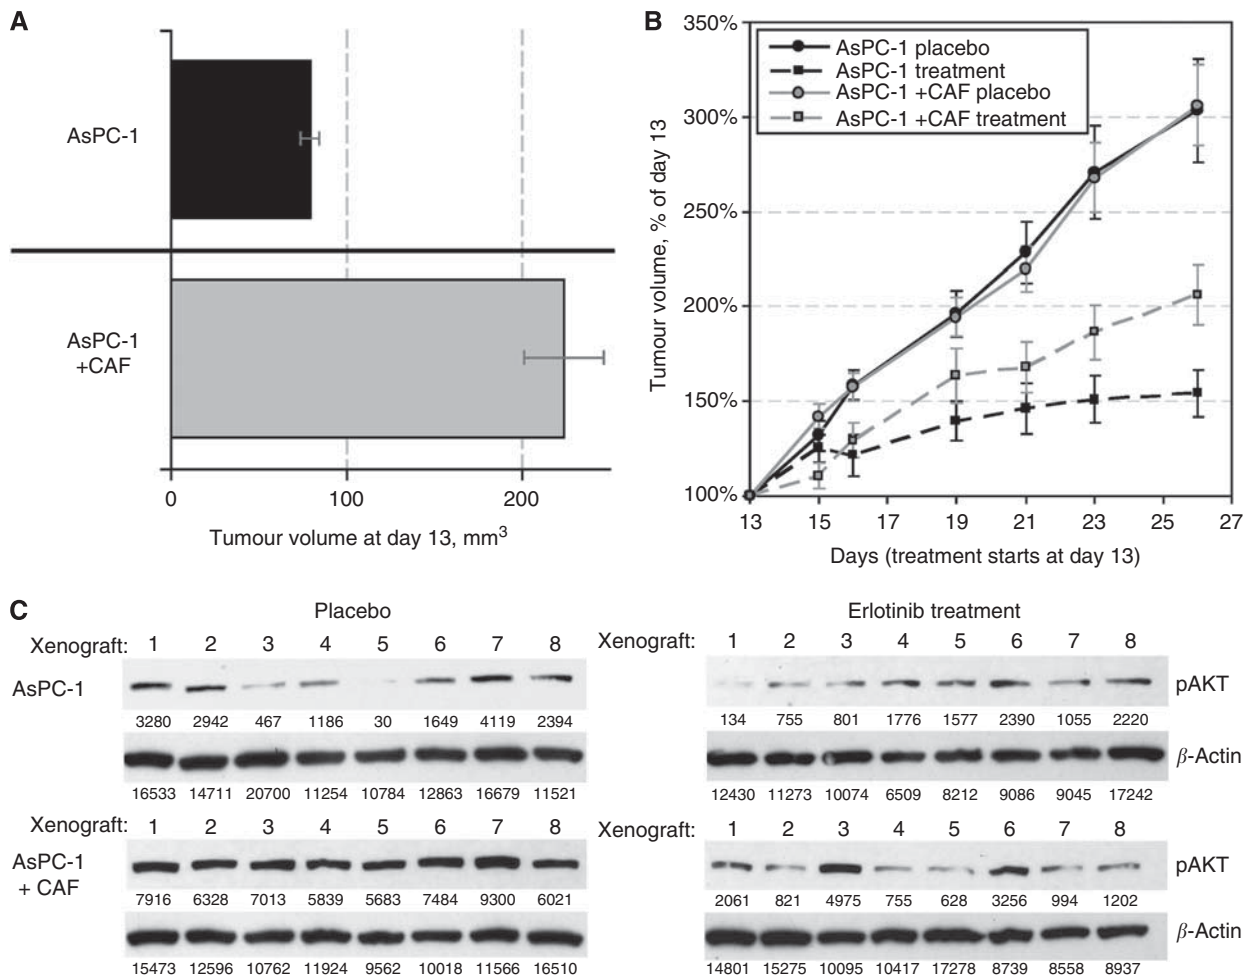 A
AsPC-1
AsPC-1
+CAF
0 100 200
Tumour volume at day 13, mm³
B
Tumour volume, % of day 13
350%
300%
250%
200%
150%
100%
AsPC-1 placebo
AsPC-1 treatment
AsPC-1 +CAF placebo
AsPC-1 +CAF treatment
13 15 17 19 21 23 25 27
Days (treatment starts at day 13)
C
Placebo
Xenograft: 1 2 3 4 5 6 7 8
AsPC-1
3280 2942 467 1186 30 1649 4119 2394
16533 14711 20700 11254 10784 12863 16679 11521
Xenograft: 1 2 3 4 5 6 7 8
AsPC-1
+ CAF
7916 6328 7013 5839 5683 7484 9300 6021
15473 12596 10762 11924 9562 10018 11566 16510
Erlotinib treatment
Xenograft: 1 2 3 4 5 6 7 8
pAKT
134 755 801 1776 1577 2390 1055 2220
β-Actin
12430 11273 10074 6509 8212 9086 9045 17242
Xenograft: 1 2 3 4 5 6 7 8
pAKT
2061 821 4975 755 628 3256 994 1202
β-Actin
14801 15275 10095 10417 17278 8739 8558 8937